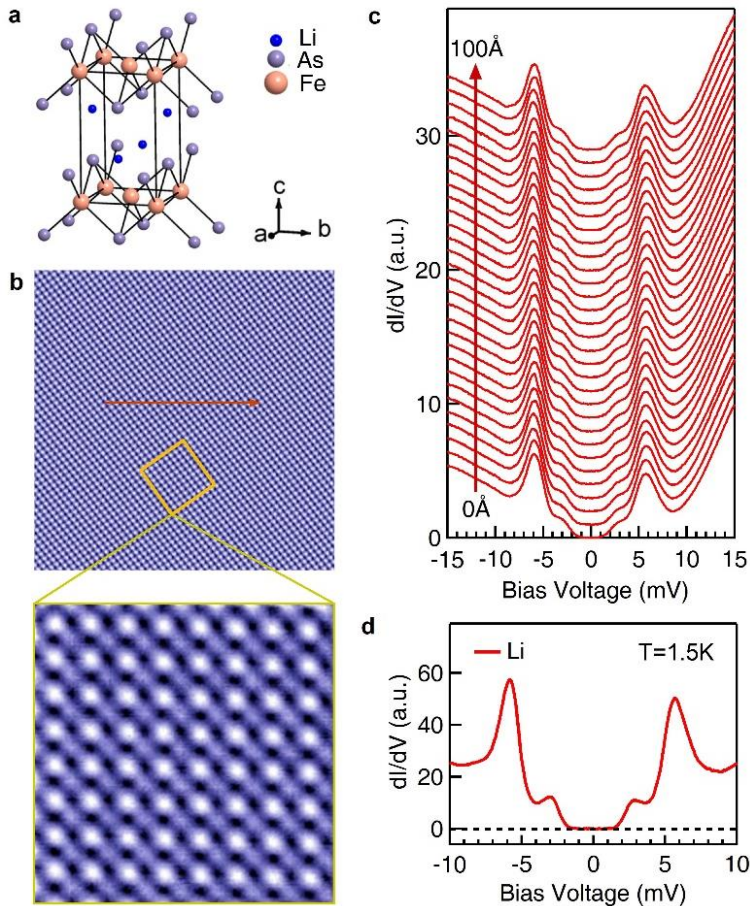 a
Li
As
Fe
c
b
a
b
c
100Å
0Å
30
20
10
0
dI/dV (a.u.)
-15 -10 -5 0 5 10 15
Bias Voltage (mV)
d
Li
T=1.5K
60
40
20
0
dI/dV (a.u.)
-10 -5 0 5 10
Bias Voltage (mV)